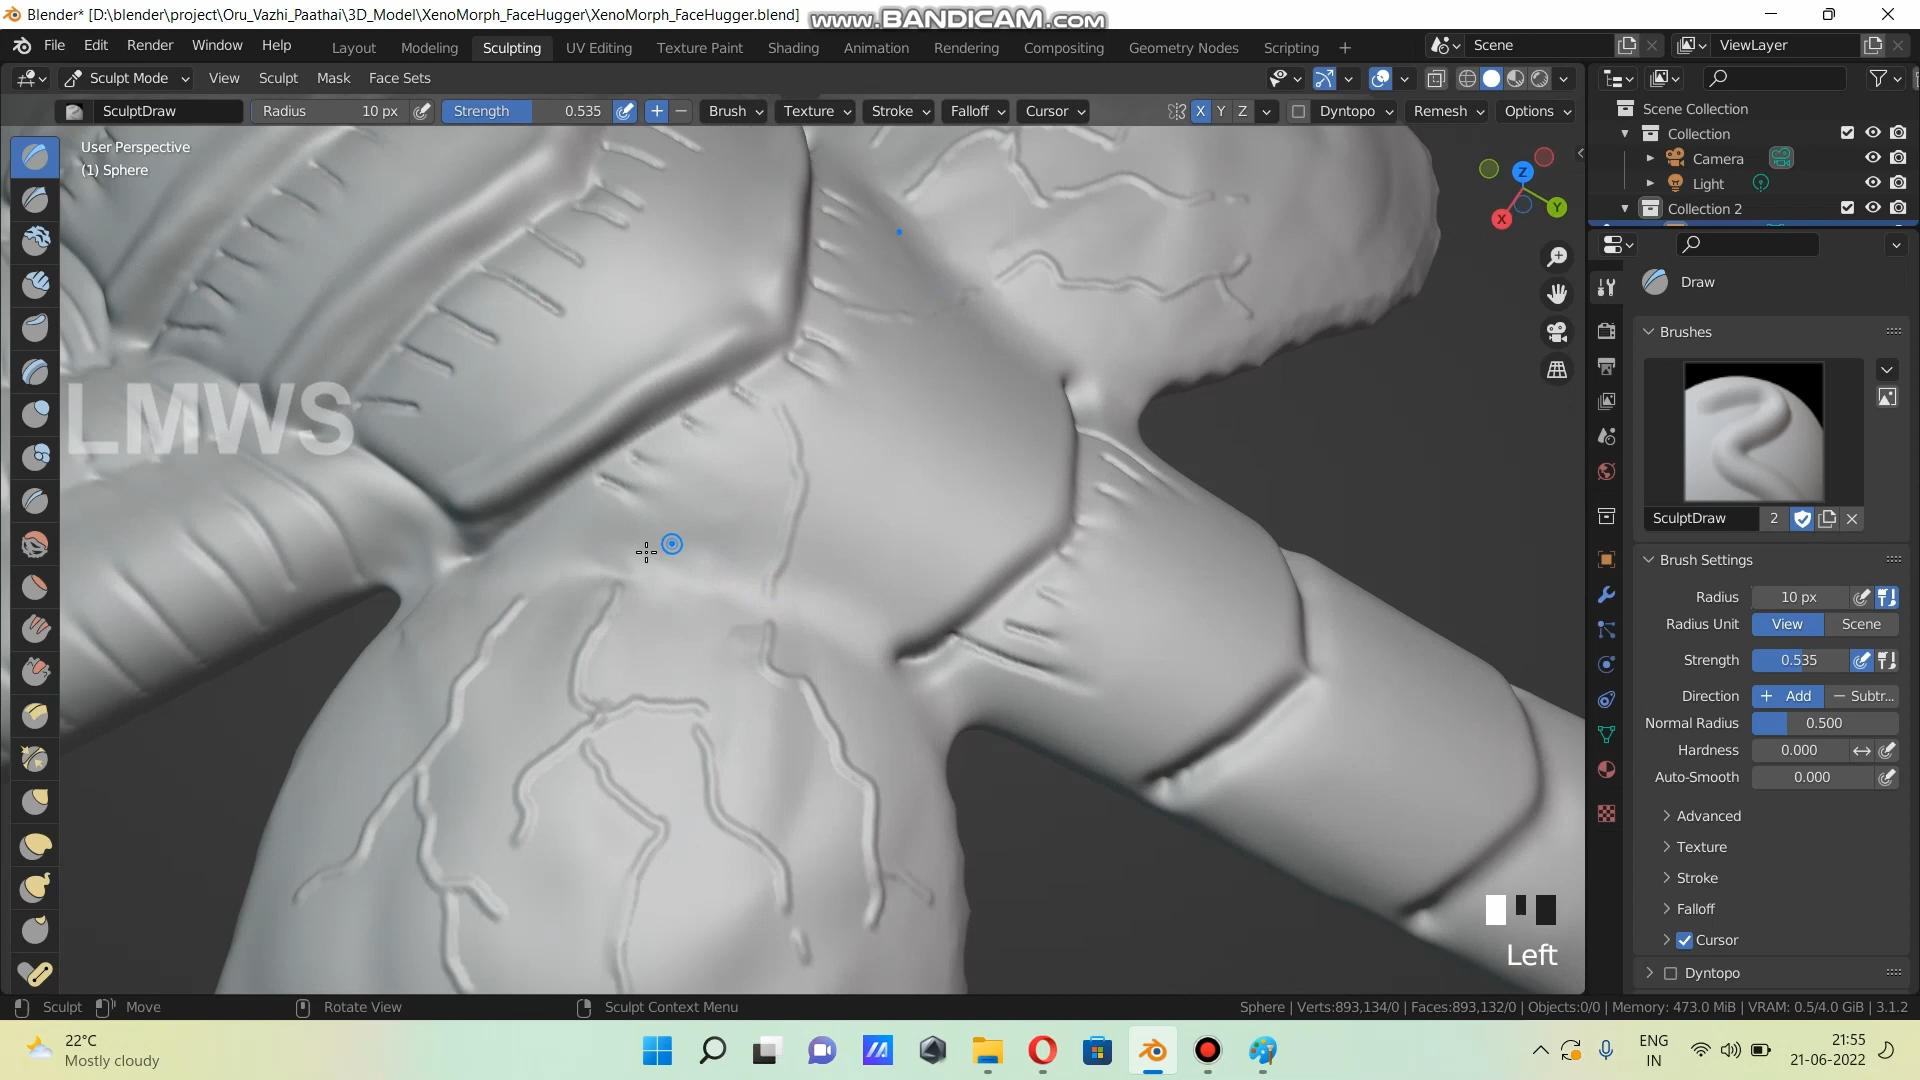 Blender* [D:\blender\project\Oru_Vazhi_Paathai\3D_Model\XenoMorph_FaceHugger\XenoMorph_FaceHugger.blend]
www.BANDICAM.com
File Edit Render Window Help
Layout Modeling Sculpting UV Editing Texture Paint Shading Animation Rendering Compositing Geometry Nodes Scripting +
Scene
ViewLayer
Sculpt Mode View Sculpt Mask Face Sets
SculptDraw Radius 10 px Strength 0.535 + − Brush Texture Stroke Falloff Cursor X Y Z Dyntopo Remesh Options
User Perspective
(1) Sphere
Z
Y
X
LMWS
Left
Scene Collection
Collection
Camera
Light
Collection 2
Draw
Brushes
SculptDraw 2
Brush Settings
Radius 10 px
Radius Unit View Scene
Strength 0.535
Direction + Add − Subtr...
Normal Radius 0.500
Hardness 0.000
Auto-Smooth 0.000
Advanced
Texture
Stroke
Falloff
Cursor
Dyntopo
Sculpt Move Rotate View Sculpt Context Menu
Sphere | Verts:893,134/0 | Faces:893,132/0 | Objects:0/0 | Memory: 473.0 MiB | VRAM: 0.5/4.0 GiB | 3.1.2
22°C
Mostly cloudy
ENG
IN
21:55
21-06-2022